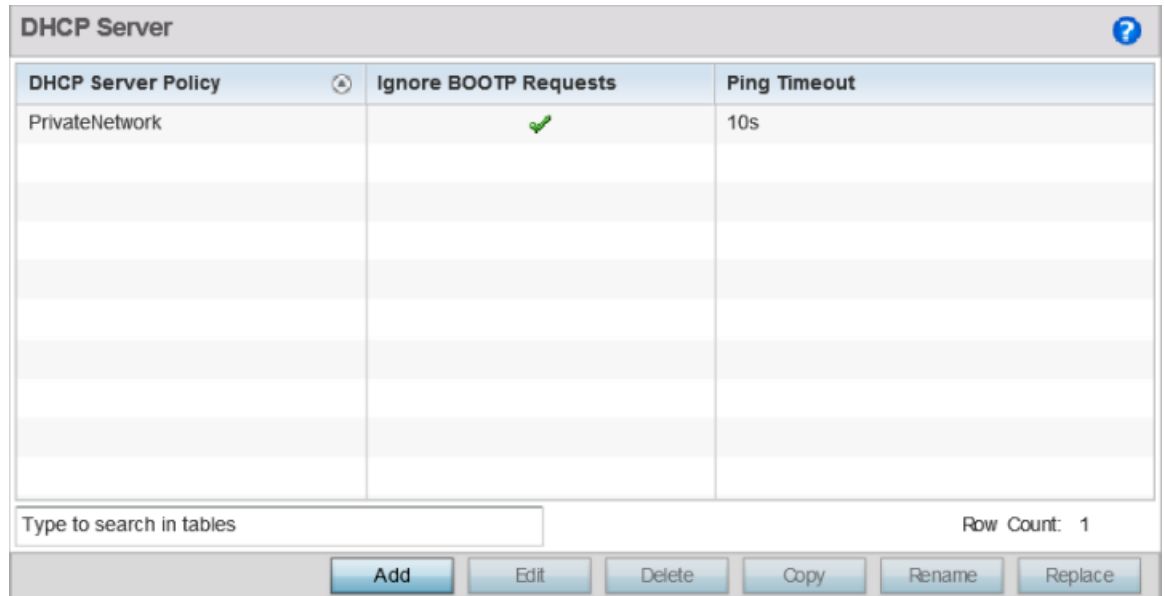 DHCP Server
DHCP Server Policy Ignore BOOTP Requests Ping Timeout
PrivateNetwork 10s
Type to search in tables Row Count: 1
Add Edit Delete Copy Rename Replace